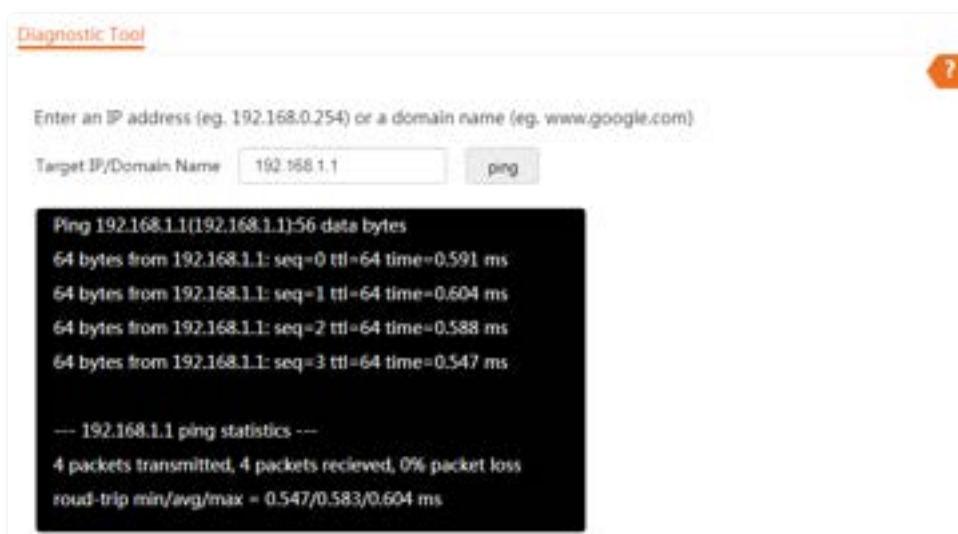 Diagnostic Tool
?
Enter an IP address (eg. 192.168.0.254) or a domain name (eg. www.google.com)
Target IP/Domain Name 192.168.1.1 ping
Ping 192.168.1.1(192.168.1.1):56 data bytes
64 bytes from 192.168.1.1: seq=0 ttl=64 time=0.591 ms
64 bytes from 192.168.1.1: seq=1 ttl=64 time=0.604 ms
64 bytes from 192.168.1.1: seq=2 ttl=64 time=0.588 ms
64 bytes from 192.168.1.1: seq=3 ttl=64 time=0.547 ms
--- 192.168.1.1 ping statistics ---
4 packets transmitted, 4 packets recieved, 0% packet loss
roud-trip min/avg/max = 0.547/0.583/0.604 ms